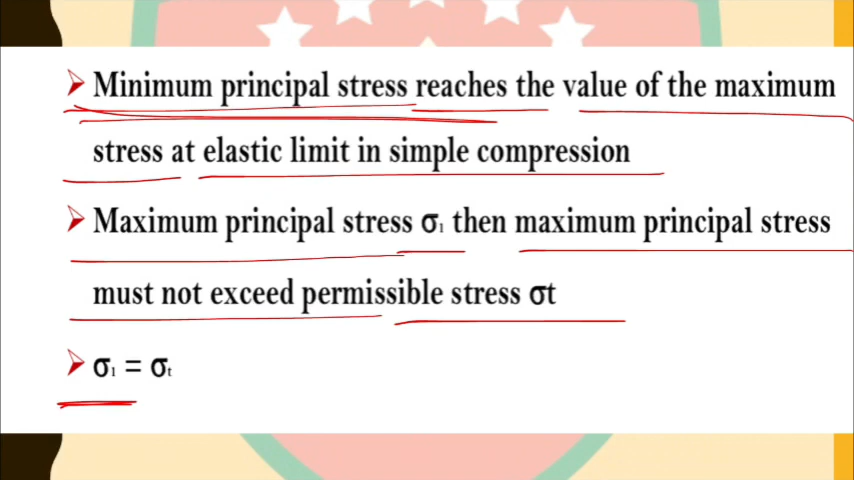 ➢ Minimum principal stress reaches the value of the maximum
stress at elastic limit in simple compression
➢ Maximum principal stress σ₁ then maximum principal stress
must not exceed permissible stress σt
➢ σ₁ = σₜ